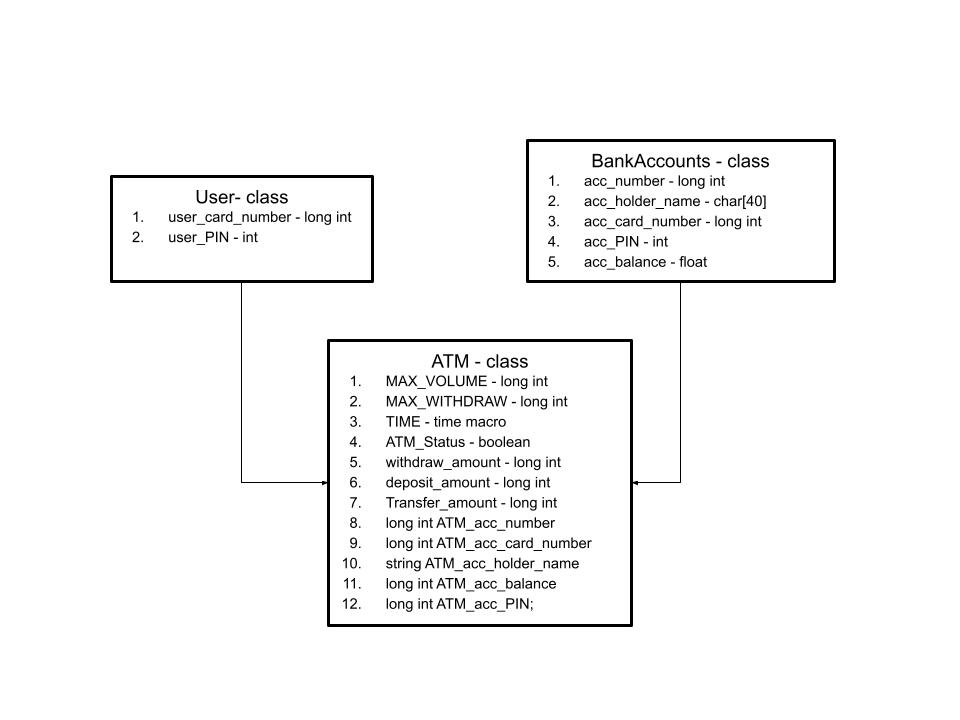 User- class
1. user_card_number - long int
2. user_PIN - int
BankAccounts - class
1. acc_number - long int
2. acc_holder_name - char[40]
3. acc_card_number - long int
4. acc_PIN - int
5. acc_balance - float
ATM - class
1. MAX_VOLUME - long int
2. MAX_WITHDRAW - long int
3. TIME - time macro
4. ATM_Status - boolean
5. withdraw_amount - long int
6. deposit_amount - long int
7. Transfer_amount - long int
8. long int ATM_acc_number
9. long int ATM_acc_card_number
10. string ATM_acc_holder_name
11. long int ATM_acc_balance
12. long int ATM_acc_PIN;